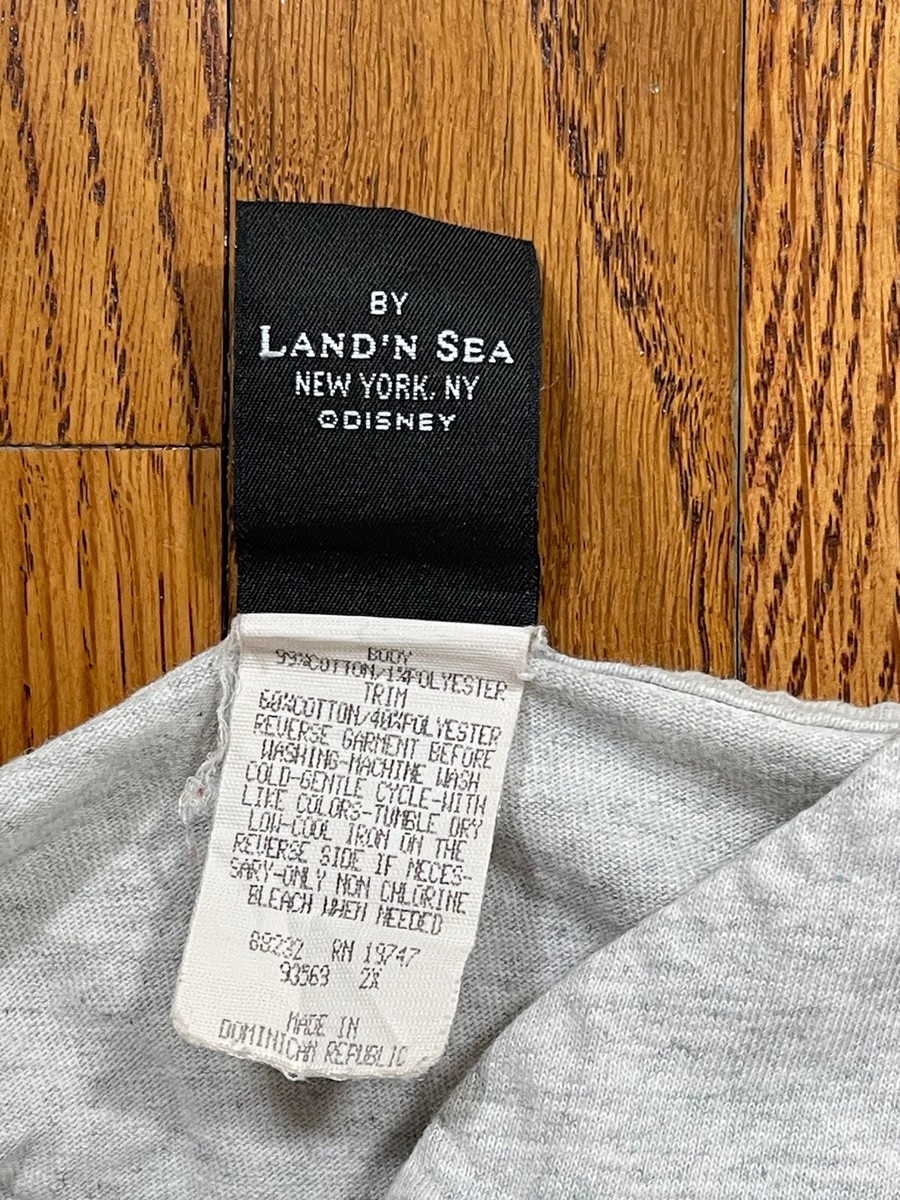 BY
LAND'N SEA
NEW YORK, NY
©DISNEY
BODY
99%COTTON/1%POLYESTER
TRIM
60%COTTON/40%POLYESTER
REVERSE GARMENT BEFORE
WASHING-MACHINE WASH
COLD-GENTLE CYCLE-WITH
LIKE COLORS-TUMBLE DRY
LOW-COOL IRON ON THE
REVERSE SIDE IF NECES-
SARY-ONLY NON CHLORINE
BLEACH WHEN NEEDED
RN 19747
93569 2X
MADE IN
DOMINICAN REPUBLIC